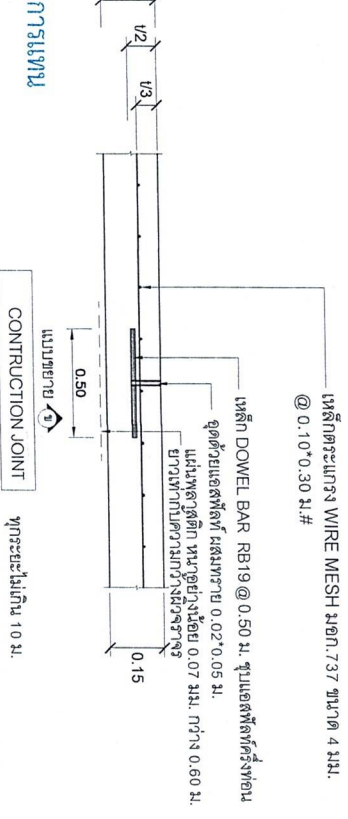 เหล็กตระแกรง WIRE MESH มอก.737 ขนาด 4 มม.
@ 0.10*0.30 ม.#
เหล็ก DOWEL BAR RB19 @ 0.50 ม. ชุบแอสฟัลท์ครึ่งท่อน
อุดด้วยแอสฟัลท์ ผสมทราย 0.02*0.05 ม.
แผ่นพลาสติก หนาอย่างน้อย 0.07 มม. กว้าง 0.60 ม.
ยาวเท่ากับความกว้างผิวจราจร
t/3
t/2
0.15
0.50
แบบขยาย ข
CONTRUCTION JOINT ทุกระยะไม่เกิน 10 ม.
การแทน